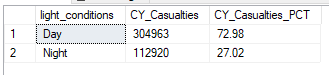 light_conditions CY_Casualties CY_Casualties_PCT
1 Day 304963 72.98
2 Night 112920 27.02